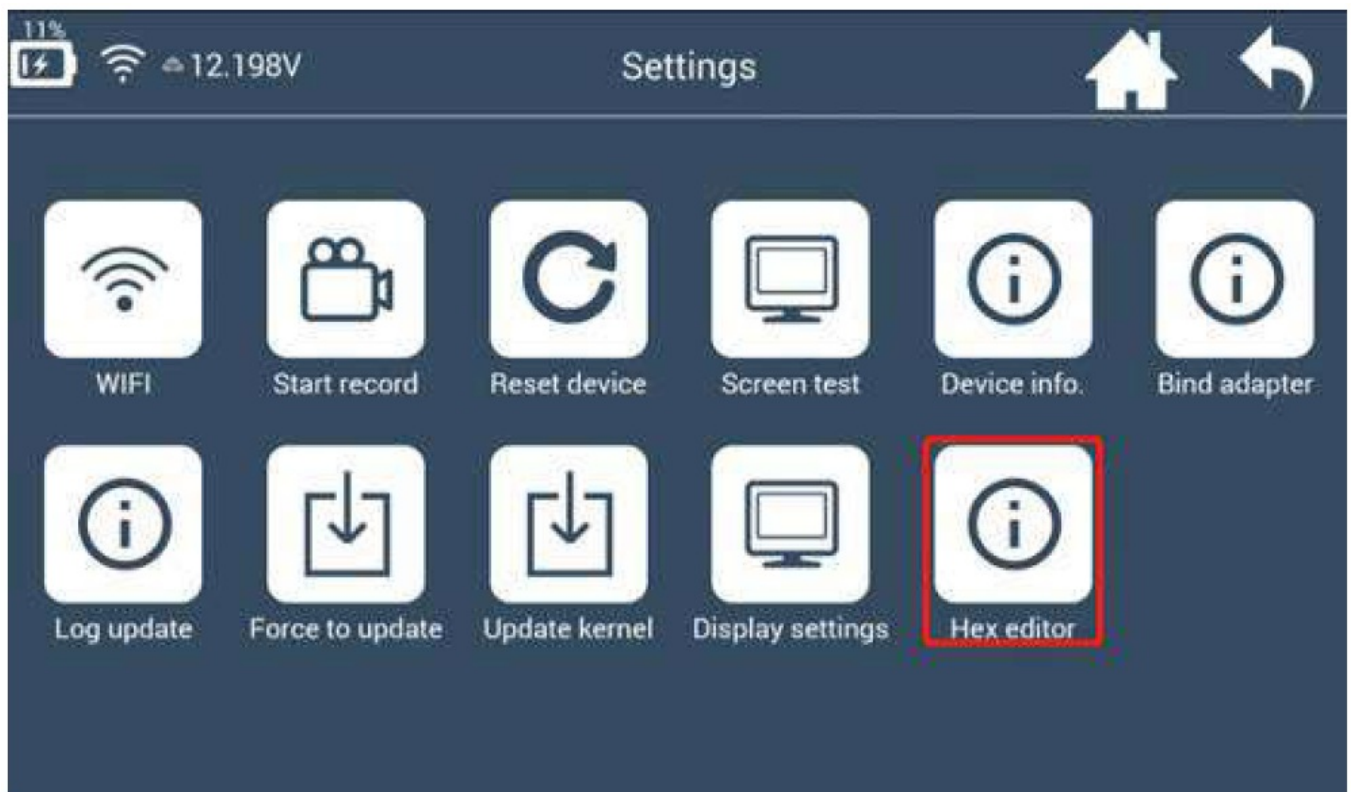 11%
12.198V
Settings
WIFI
Start record
Reset device
Screen test
Device info.
Bind adapter
Log update
Force to update
Update kernel
Display settings
Hex editor